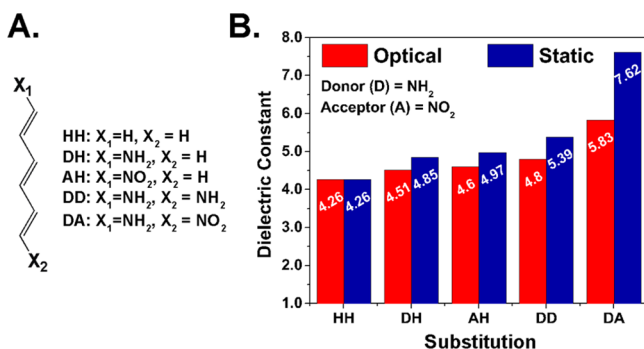 A.
X₁
X₂
HH: X₁=H, X₂ = H
DH: X₁=NH₂, X₂ = H
AH: X₁=NO₂, X₂ = H
DD: X₁=NH₂, X₂ = NH₂
DA: X₁=NH₂, X₂ = NO₂
B.
Optical Static
Donor (D) = NH₂
Acceptor (A) = NO₂
Dielectric Constant
8.0
7.0
6.0
5.0
4.0
3.0
2.0
1.0
4.26 4.26 4.51 4.85 4.6 4.97 4.8 5.39 5.83 7.62
HH DH AH DD DA
Substitution